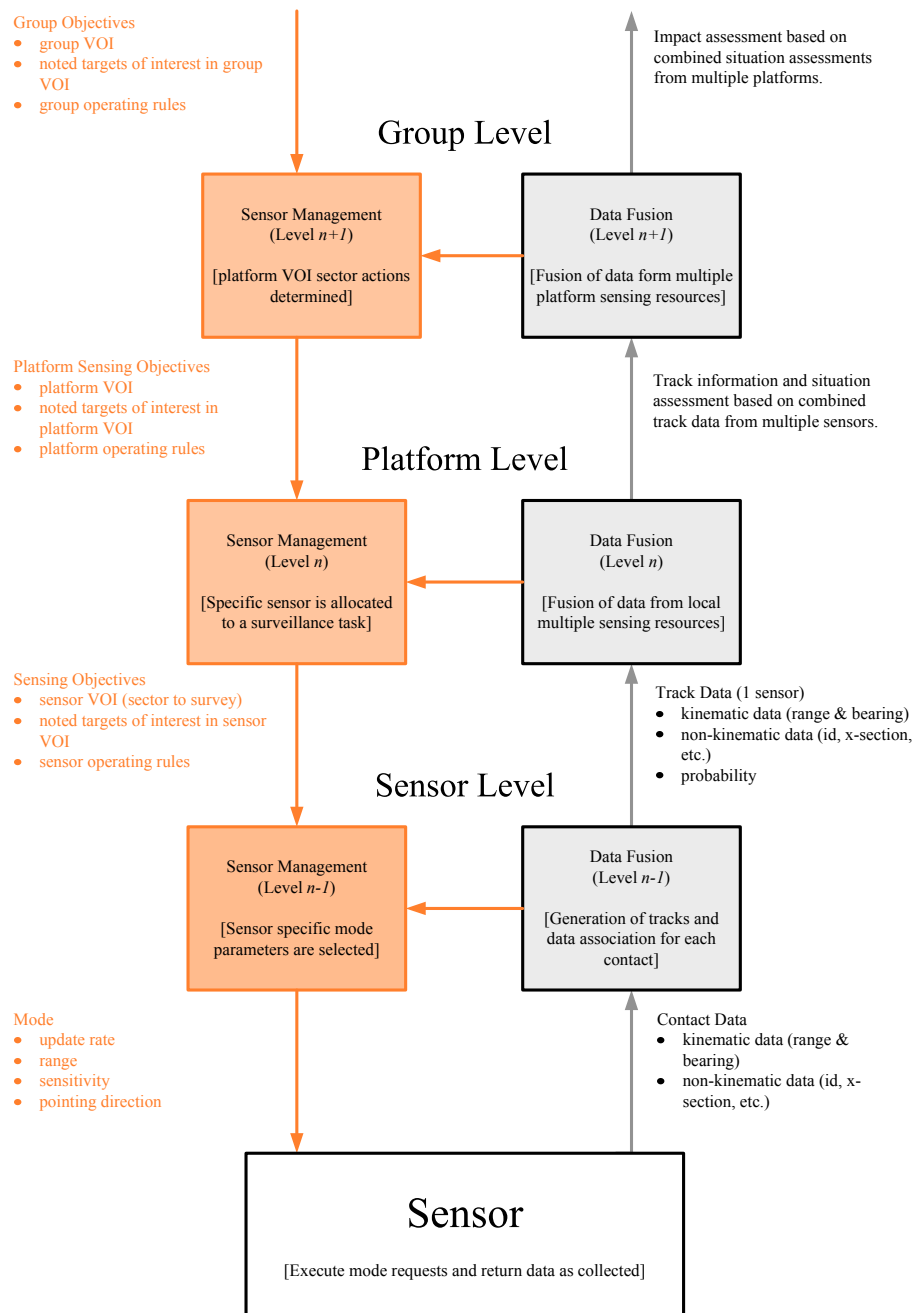 Group Objectives
• group VOI
• noted targets of interest in group
VOI
• group operating rules
Impact assessment based on
combined situation assessments
from multiple platforms.
Group Level
Sensor Management
(Level n+1)
[platform VOI sector actions
determined]
Data Fusion
(Level n+1)
[Fusion of data form multiple
platform sensing resources]
Platform Sensing Objectives
• platform VOI
• noted targets of interest in
platform VOI
• platform operating rules
Track information and situation
assessment based on combined
track data from multiple sensors.
Platform Level
Sensor Management
(Level n)
[Specific sensor is allocated
to a surveillance task]
Data Fusion
(Level n)
[Fusion of data from local
multiple sensing resources]
Sensing Objectives
• sensor VOI (sector to survey)
• noted targets of interest in sensor
VOI
• sensor operating rules
Track Data (1 sensor)
• kinematic data (range & bearing)
• non-kinematic data (id, x-section,
etc.)
• probability
Sensor Level
Sensor Management
(Level n-1)
[Sensor specific mode
parameters are selected]
Data Fusion
(Level n-1)
[Generation of tracks and
data association for each
contact]
Mode
• update rate
• range
• sensitivity
• pointing direction
Contact Data
• kinematic data (range &
bearing)
• non-kinematic data (id, x-
section, etc.)
Sensor
[Execute mode requests and return data as collected]